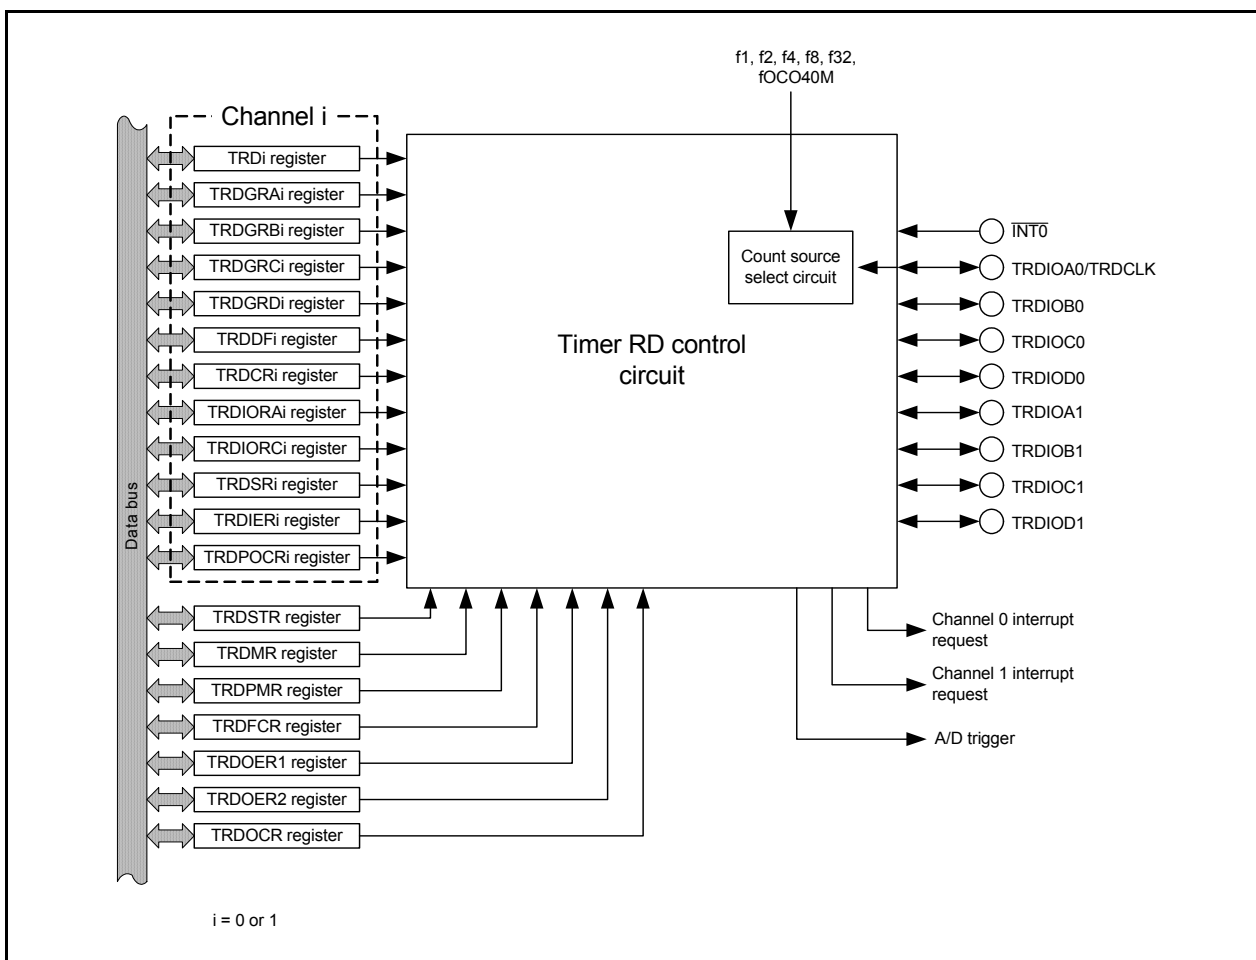 f1, f2, f4, f8, f32,
fOCO40M
Channel i
TRDi register
TRDGRAi register
TRDGRBi register
TRDGRCi register
TRDGRDi register
TRDDFi register
TRDCRi register
TRDIORAi register
TRDIORCi register
TRDSRi register
TRDIERi register
TRDPOCRi register
Data bus
TRDSTR register
TRDMR register
TRDPMR register
TRDFCR register
TRDOER1 register
TRDOER2 register
TRDOCR register
Count source
select circuit
Timer RD control
circuit
INT0
TRDIOA0/TRDCLK
TRDIOB0
TRDIOC0
TRDIOD0
TRDIOA1
TRDIOB1
TRDIOC1
TRDIOD1
Channel 0 interrupt
request
Channel 1 interrupt
request
A/D trigger
i = 0 or 1